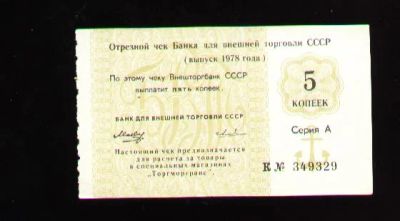 Отрезной чек Банка для внешней торговли СССР
(выпуск 1978 года)
По этому чеку Внешторгбанк СССР
выплатит пять копеек.
5
КОПЕЕК
БАНК ДЛЯ ВНЕШНЕЙ ТОРГОВЛИ СССР
Серия А
Настоящий чек предназначается
для расчета за товары
в специальных магазинах
"Торгмортранс".
К № 349329